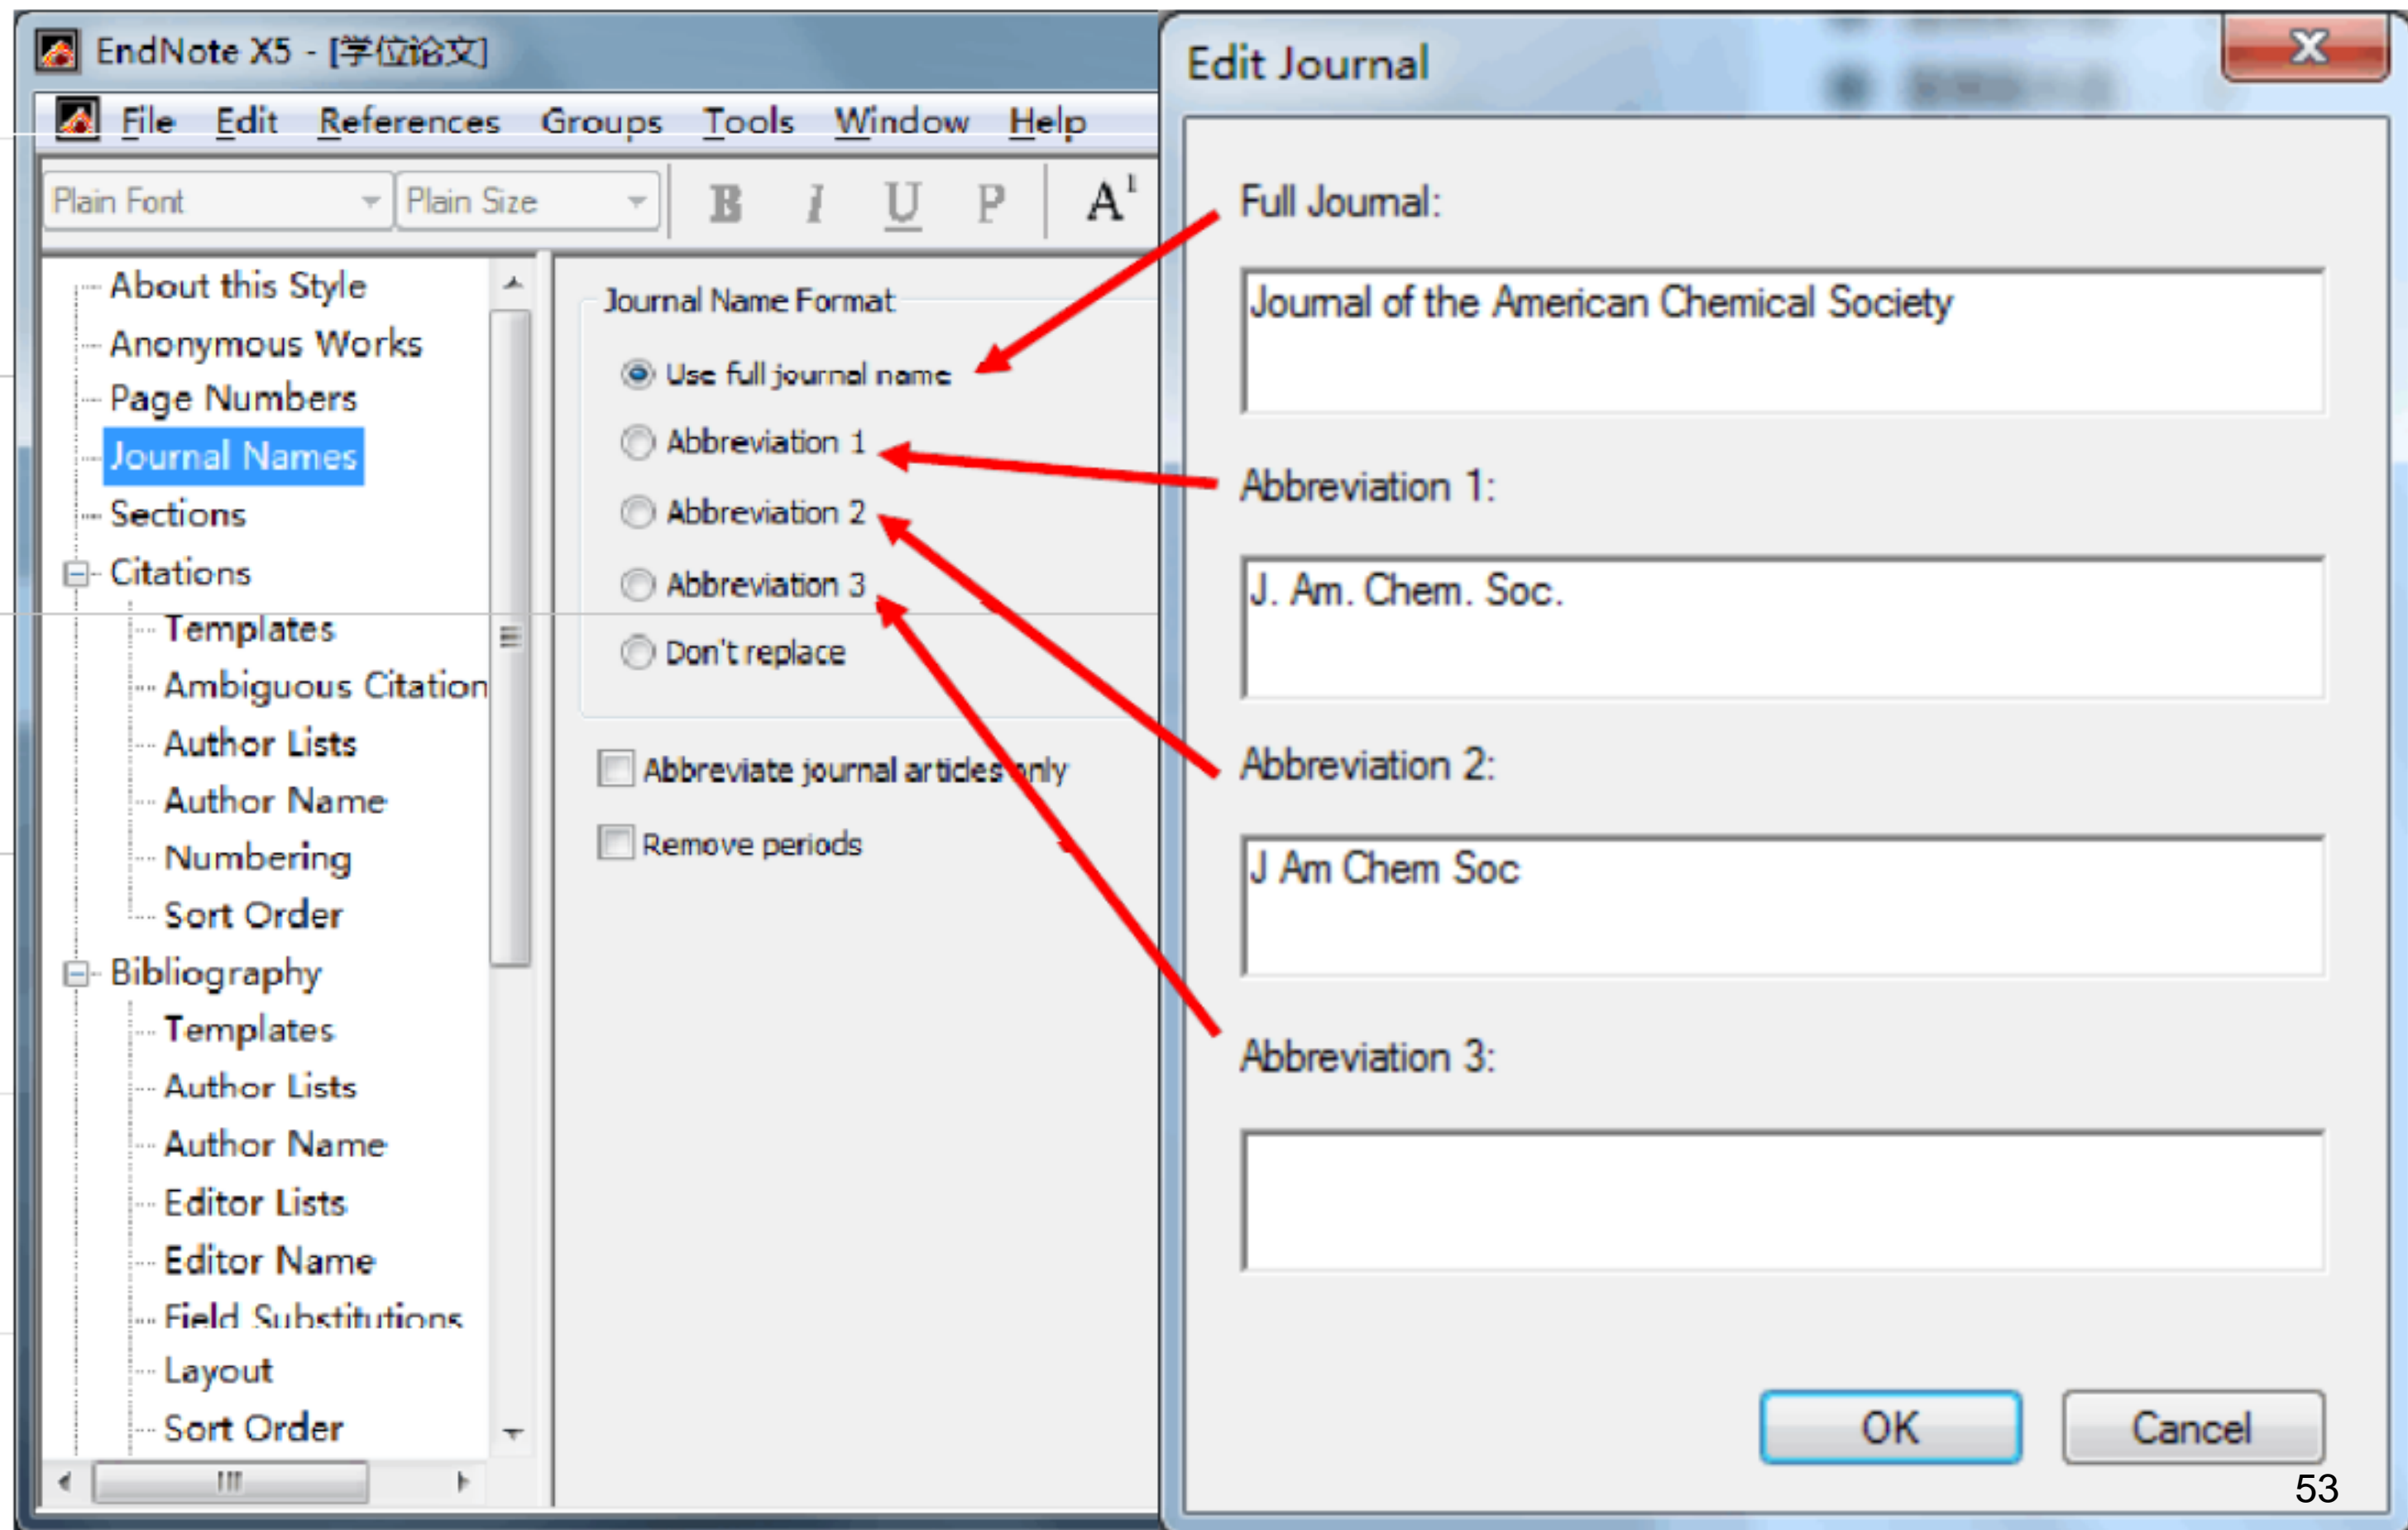 EndNote X5 - [学位论文]
File Edit References Groups Tools Window Help
Plain Font Plain Size B I U P A1
About this Style
Anonymous Works
Page Numbers
Journal Names
Sections
Citations
Templates
Ambiguous Citation
Author Lists
Author Name
Numbering
Sort Order
Bibliography
Templates
Author Lists
Author Name
Editor Lists
Editor Name
Field Substitutions
Layout
Sort Order
Journal Name Format
Use full journal name
Abbreviation 1
Abbreviation 2
Abbreviation 3
Don't replace
Abbreviate journal articles only
Remove periods
Edit Journal
Full Journal:
Journal of the American Chemical Society
Abbreviation 1:
J. Am. Chem. Soc.
Abbreviation 2:
J Am Chem Soc
Abbreviation 3:
OK Cancel
53